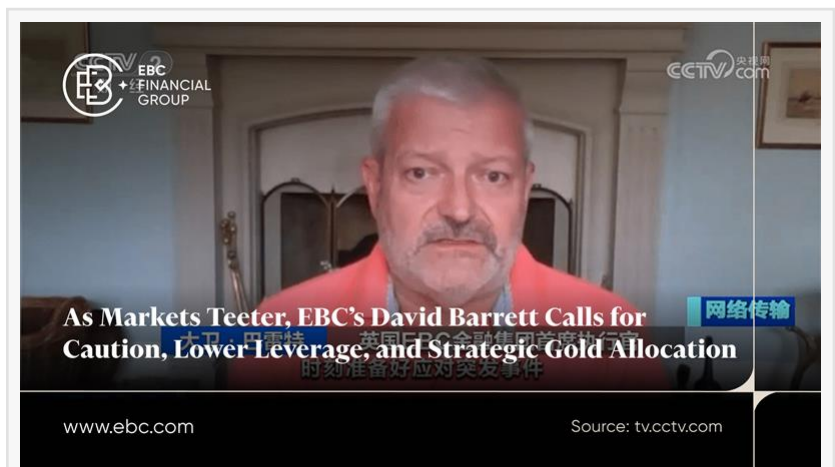 CCTV 2
EBC
FINANCIAL
GROUP
CCTV 央视网
com
网络传输
As Markets Teeter, EBC's David Barrett Calls for
大卫·巴雷特 英国EBC金融集团首席执行官
Caution, Lower Leverage, and Strategic Gold Allocation
时刻准备好应对突发事件
www.ebc.com
Source: tv.cctv.com